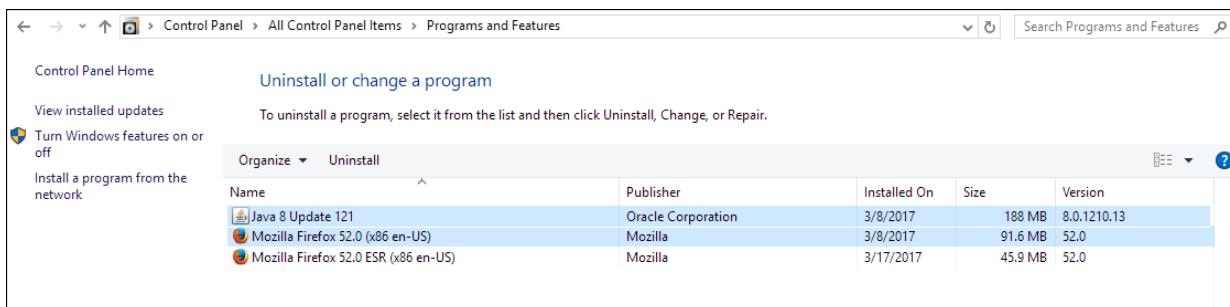 Control Panel > All Control Panel Items > Programs and Features Search Programs and Features
Control Panel Home
View installed updates
Turn Windows features on or
off
Install a program from the
network
Uninstall or change a program
To uninstall a program, select it from the list and then click Uninstall, Change, or Repair.
Organize Uninstall
Name Publisher Installed On Size Version
Java 8 Update 121 Oracle Corporation 3/8/2017 188 MB 8.0.1210.13
Mozilla Firefox 52.0 (x86 en-US) Mozilla 3/8/2017 91.6 MB 52.0
Mozilla Firefox 52.0 ESR (x86 en-US) Mozilla 3/17/2017 45.9 MB 52.0